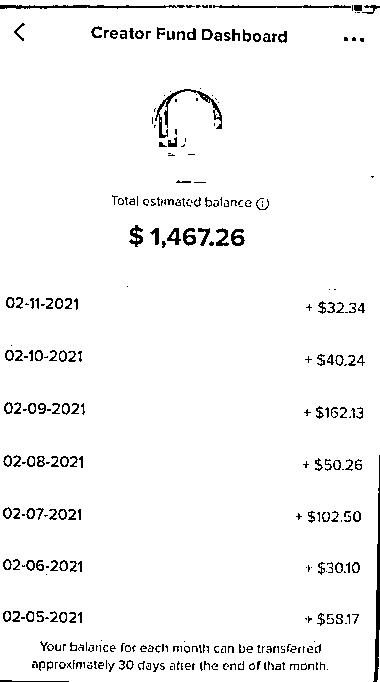 Creator Fund Dashboard
Total estimated balance
$ 1,467.26
02-11-2021 + $32.34
02-10-2021 + $40.24
02-09-2021 + $162.13
02-08-2021 + $50.26
02-07-2021 + $102.50
02-06-2021 + $30.10
02-05-2021 + $58.17
Your balance for each month can be transferred
approximately 30 days after the end of that month.